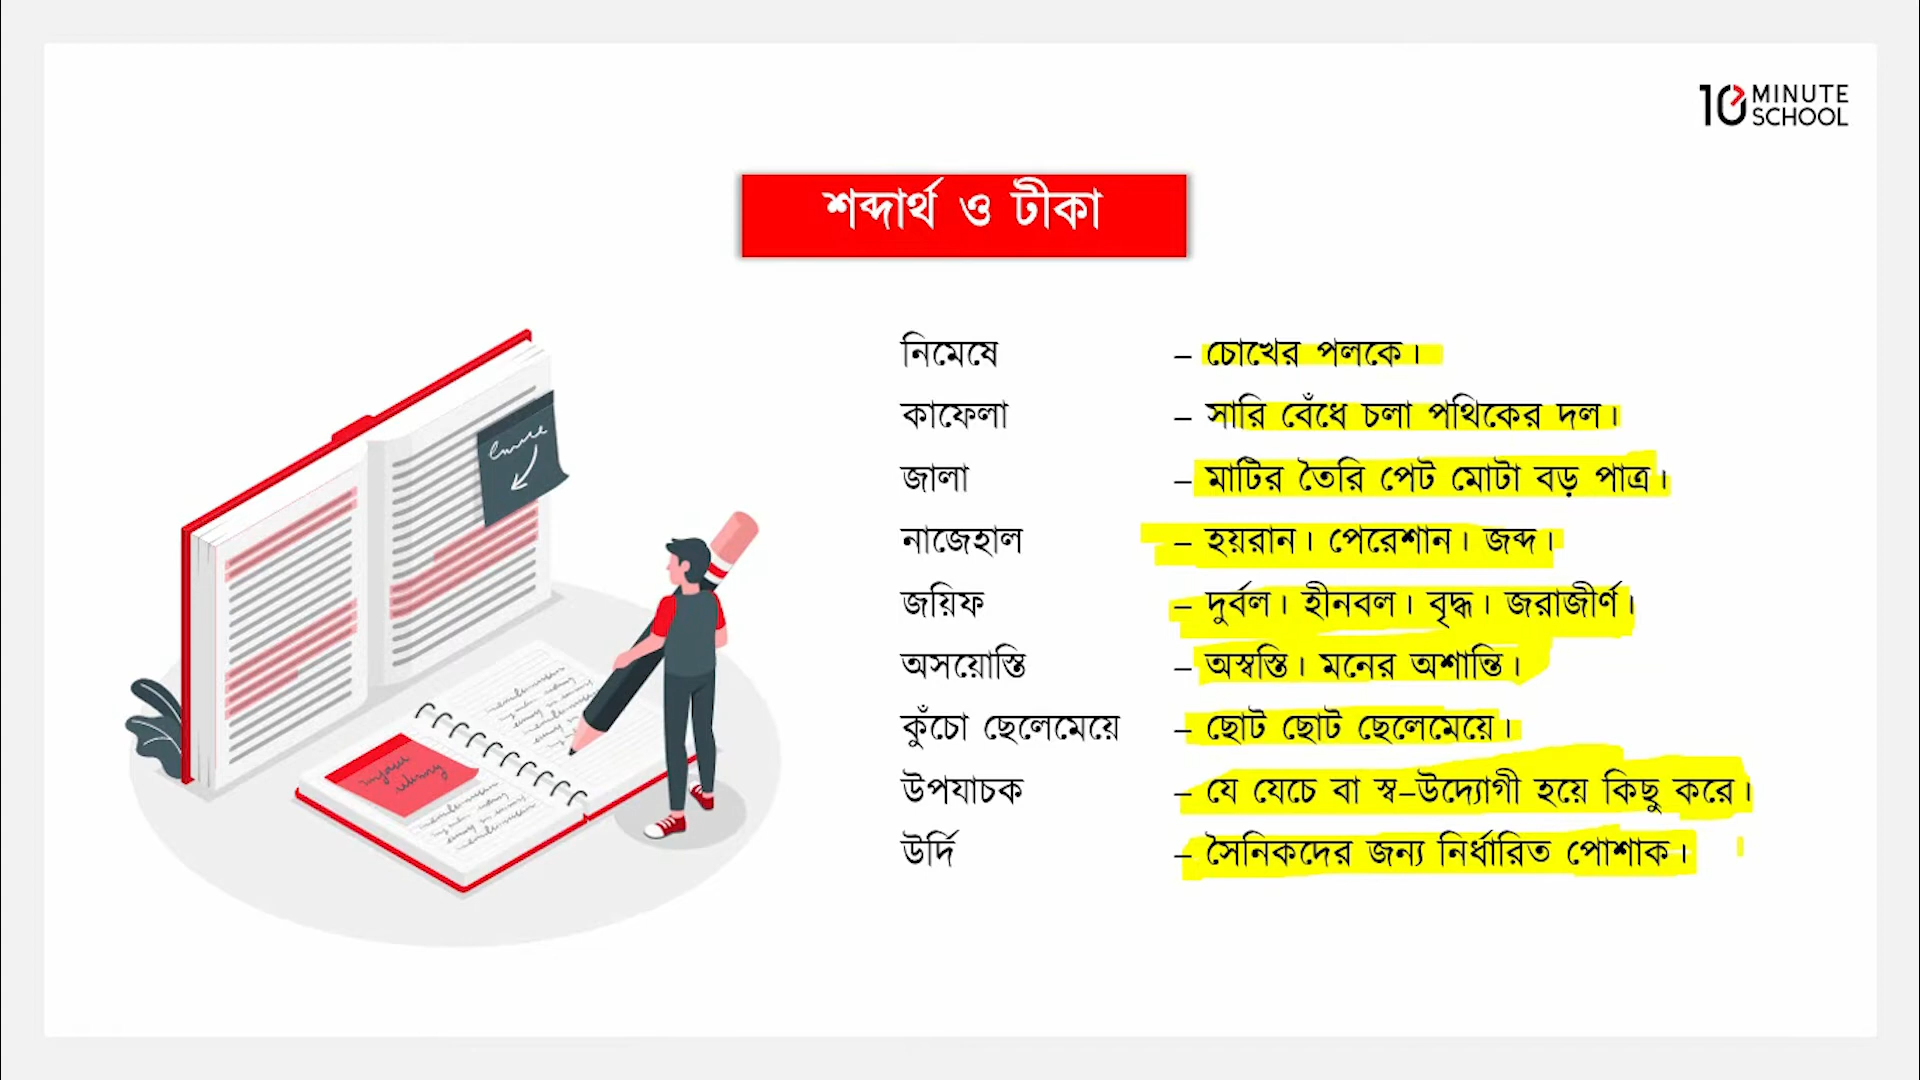 10 MINUTE
SCHOOL
শব্দার্থ ও টীকা
নিমেষে – চোখের পলকে।
কাফেলা – সারি বেঁধে চলা পথিকের দল।
জালা – মাটির তৈরি পেট মোটা বড় পাত্র।
নাজেহাল – হয়রান। পেরেশান। জব্দ।
জয়িফ – দুর্বল। হীনবল। বৃদ্ধ। জরাজীর্ণ।
অসয়োস্তি – অস্বস্তি। মনের অশান্তি।
কুঁচো ছেলেমেয়ে – ছোট ছোট ছেলেমেয়ে।
উপযাচক – যে যেচে বা স্ব-উদ্যোগী হয়ে কিছু করে।
উর্দি – সৈনিকদের জন্য নির্ধারিত পোশাক।